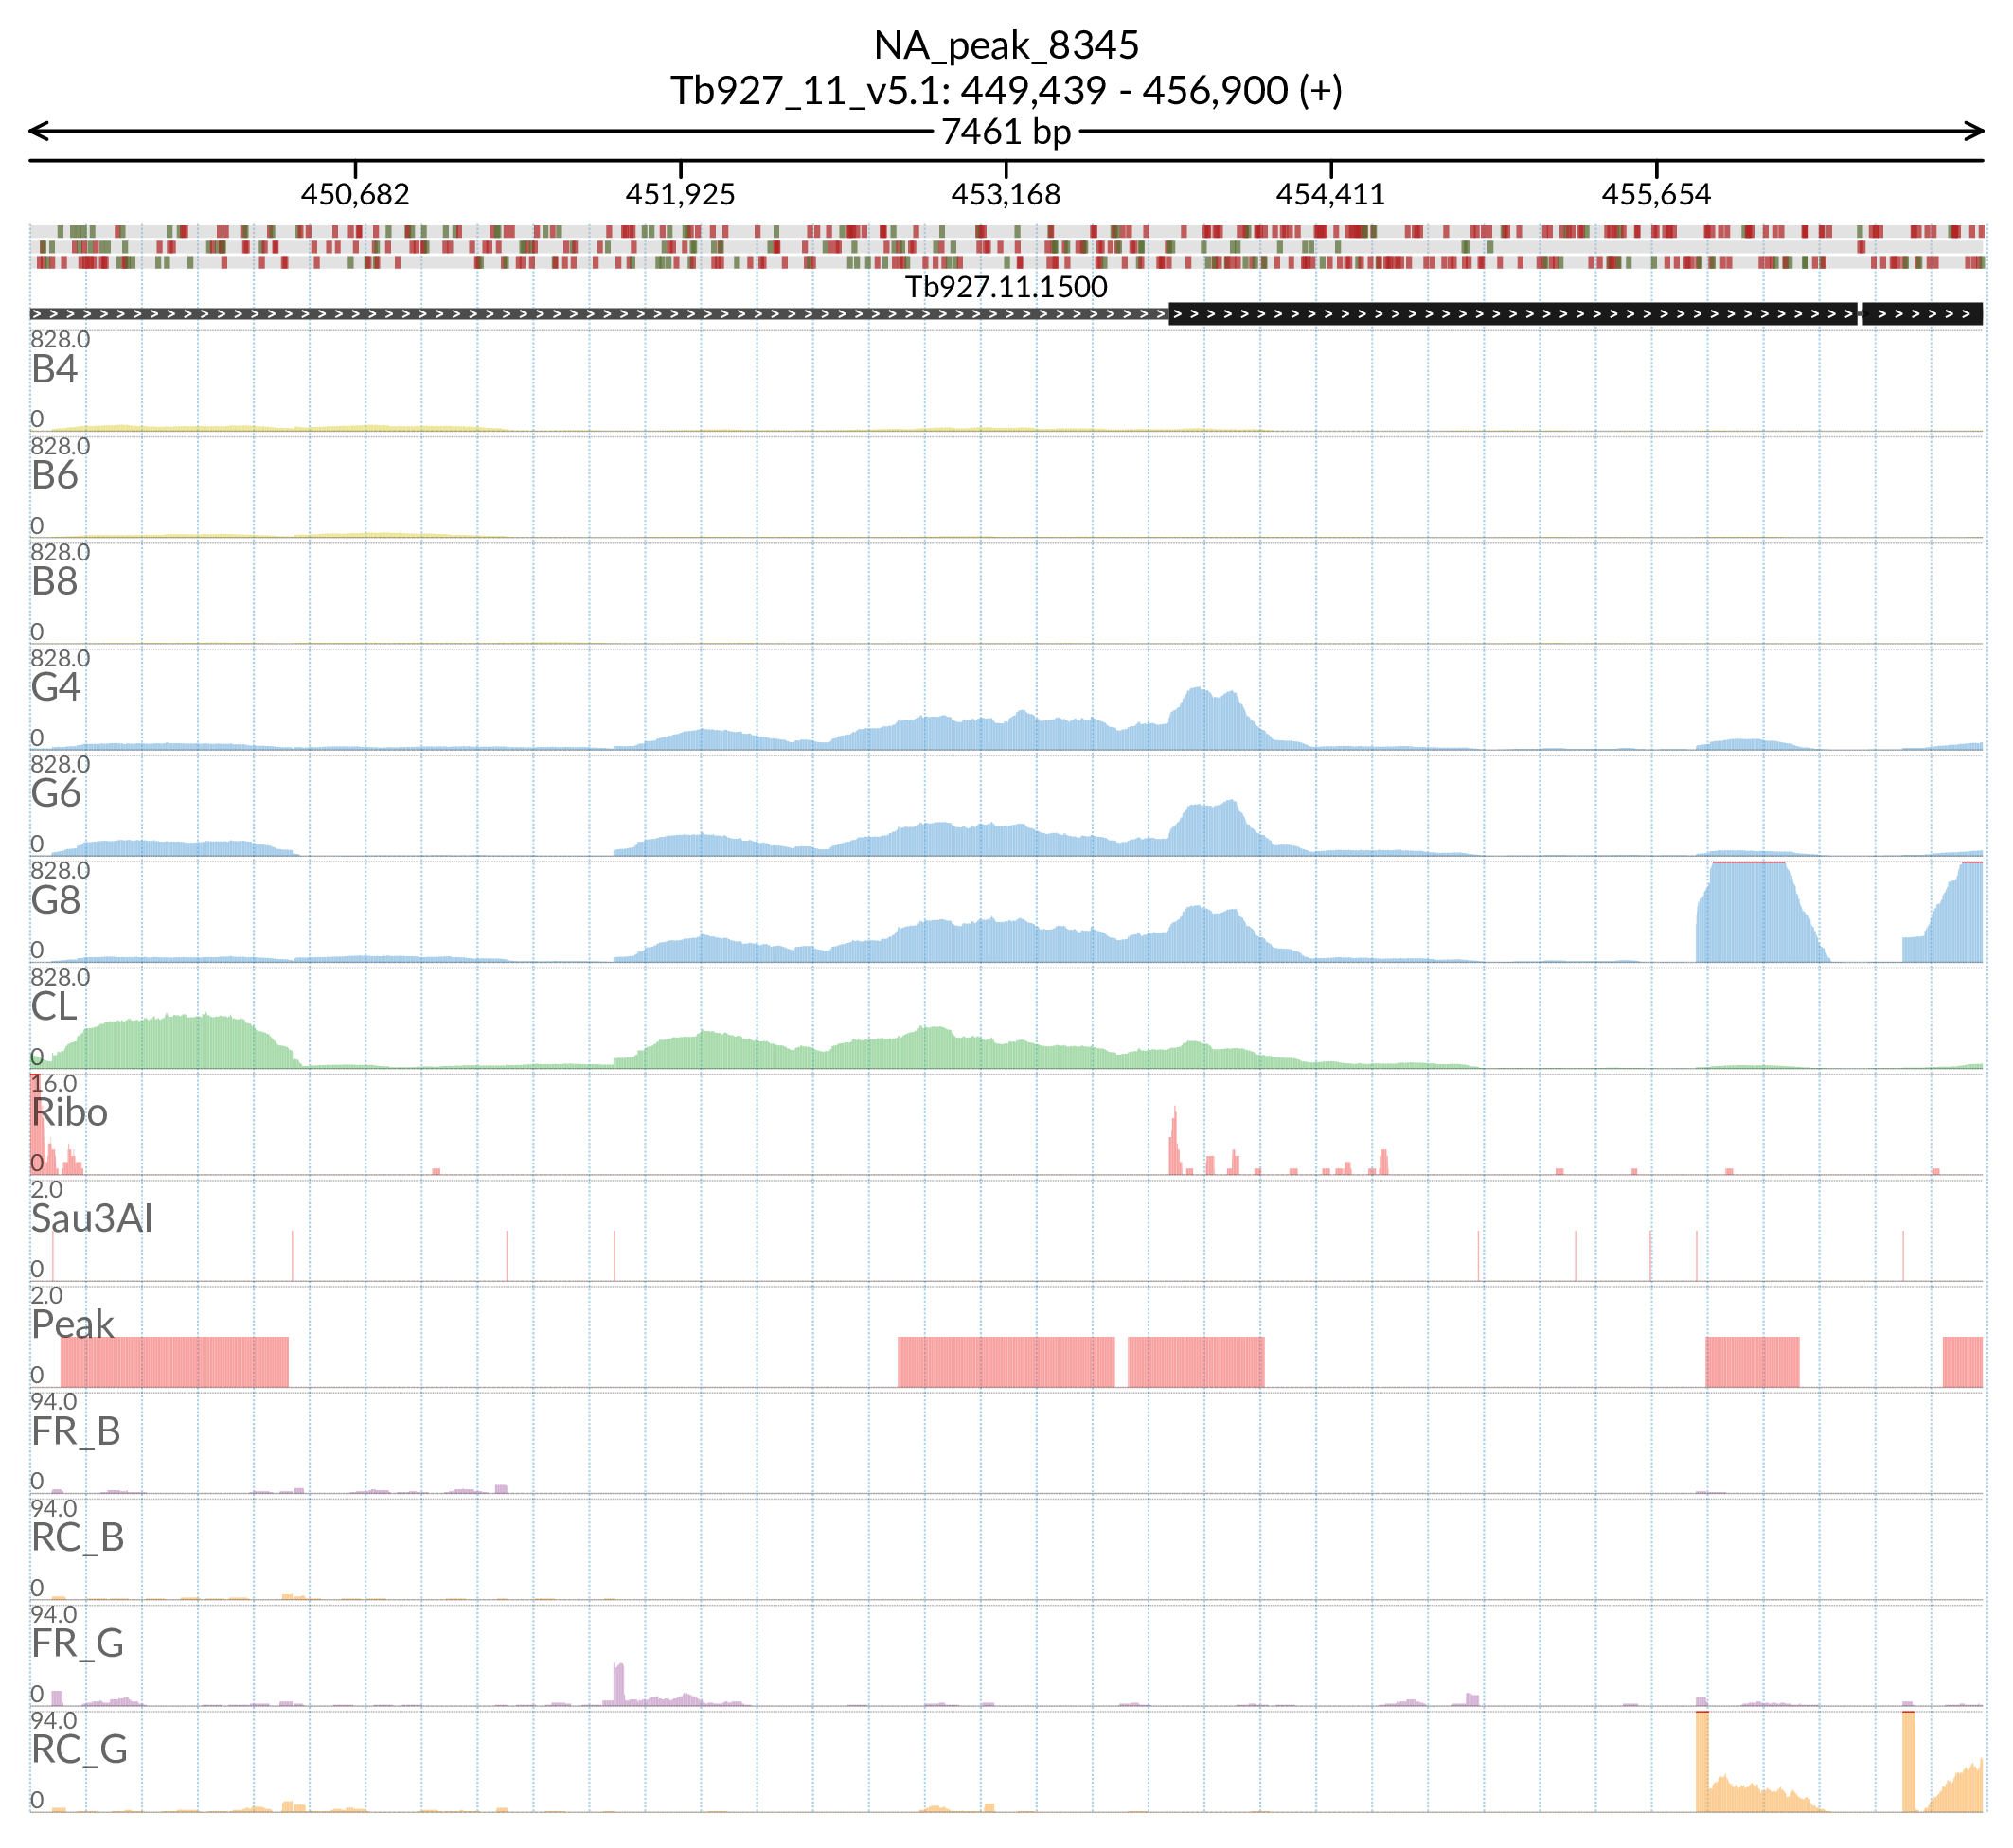 NA_peak_8345
Tb927_11_v5.1: 449,439 - 456,900 (+)
7461 bp
450,682 451,925 453,168 454,411 455,654
Tb927.11.1500
828.0
B4
0
828.0
B6
0
828.0
B8
0
828.0
G4
0
828.0
G6
0
828.0
G8
0
828.0
CL
0
16.0
Ribo
0
2.0
Sau3AI
0
2.0
Peak
0
94.0
FR_B
0
94.0
RC_B
0
94.0
FR_G
0
94.0
RC_G
0